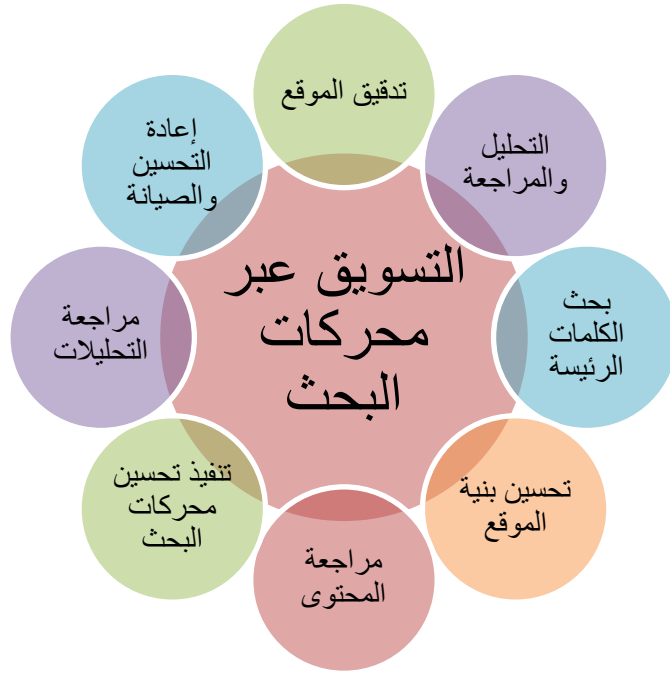 تدقيق الموقع
التحليل
والمراجعة
بحث
الكلمات
الرئيسة
تحسين بنية
الموقع
مراجعة
المحتوى
تنفيذ تحسين
محركات
البحث
مراجعة
التحليلات
إعادة
التحسين
والصيانة
التسويق عبر
محركات
البحث